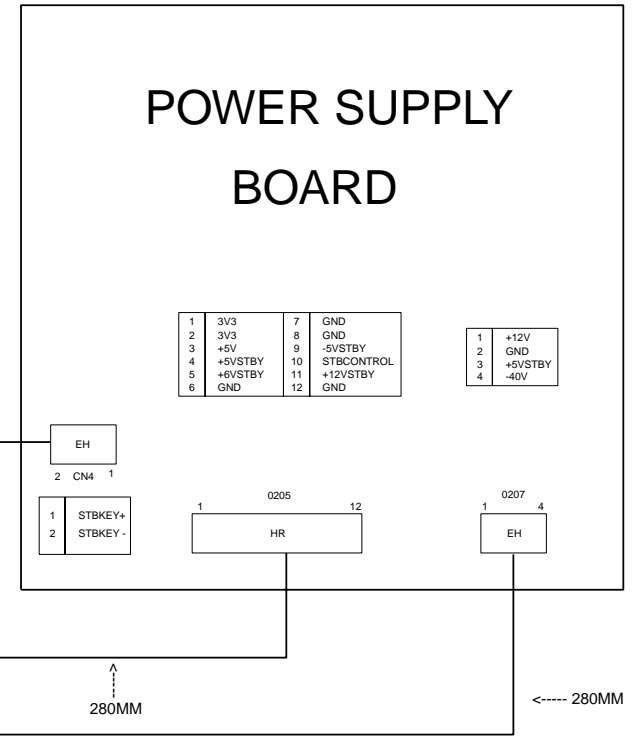 POWER SUPPLY
BOARD
1 3V3 7 GND
2 3V3 8 GND
3 +5V 9 -5VSTBY
4 +5VSTBY 10 STBCONTROL
5 +6VSTBY 11 +12VSTBY
6 GND 12 GND
1 +12V
2 GND
3 +5VSTBY
4 -40V
EH
2 CN4 1
1 STBKEY+
2 STBKEY -
0205
1 12
HR
0207
1 4
EH
280MM
<----- 280MM